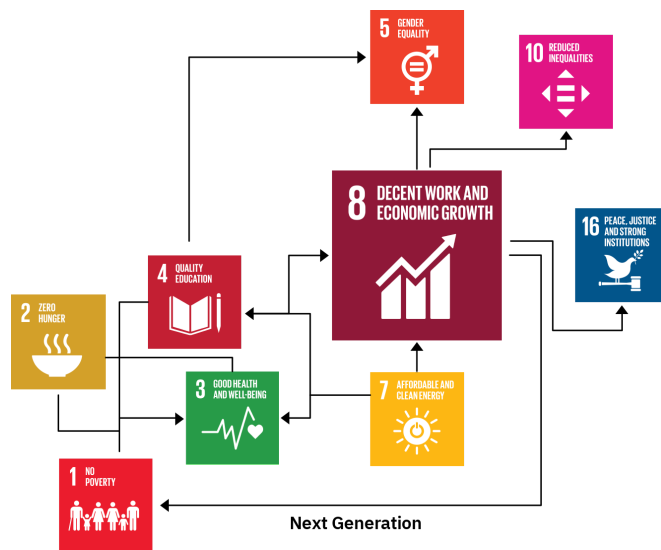 5 GENDER
EQUALITY
10 REDUCED
INEQUALITIES
8 DECENT WORK AND
ECONOMIC GROWTH
16 PEACE, JUSTICE
AND STRONG
INSTITUTIONS
4 QUALITY
EDUCATION
2 ZERO
HUNGER
3 GOOD HEALTH
AND WELL-BEING
7 AFFORDABLE AND
CLEAN ENERGY
1 NO
POVERTY
Next Generation